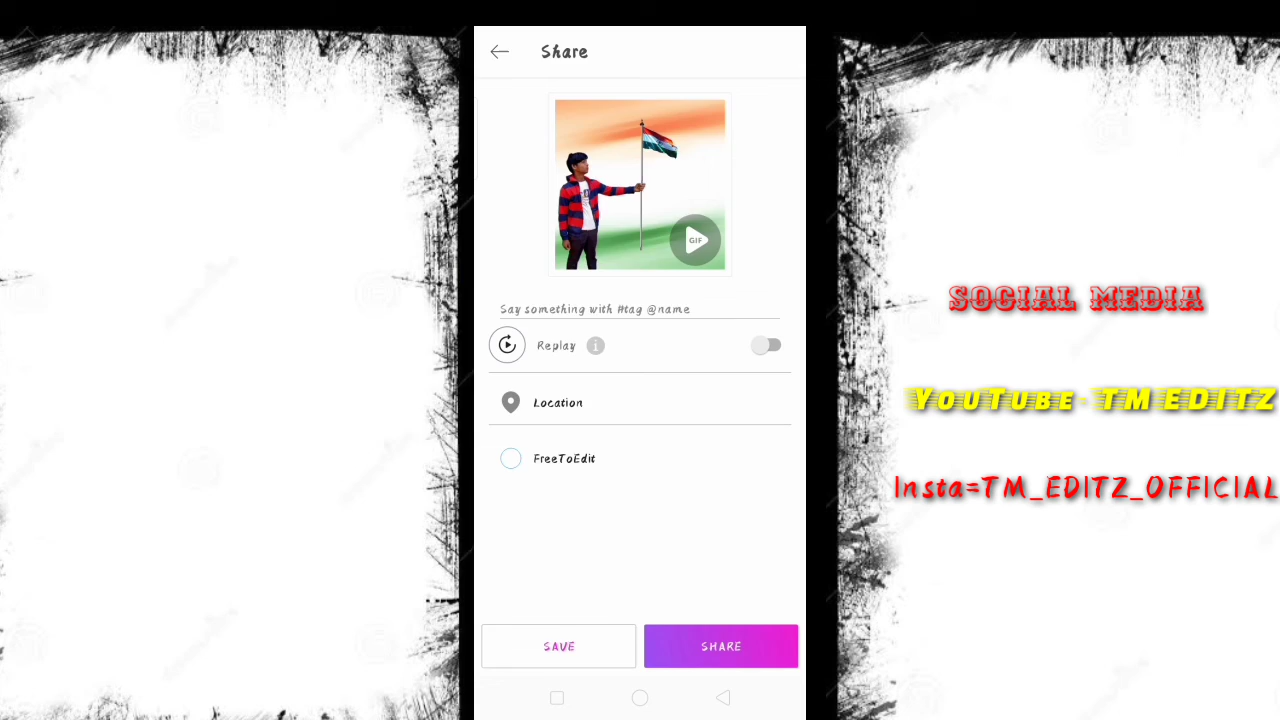 Share
GIF
Say something with #tag @name
Replay
Location
FreeToEdit
SAVE
SHARE
SOCIAL MEDIA
YouTube- TM EDITZ
Insta=TM_EDITZ_OFFICIAL